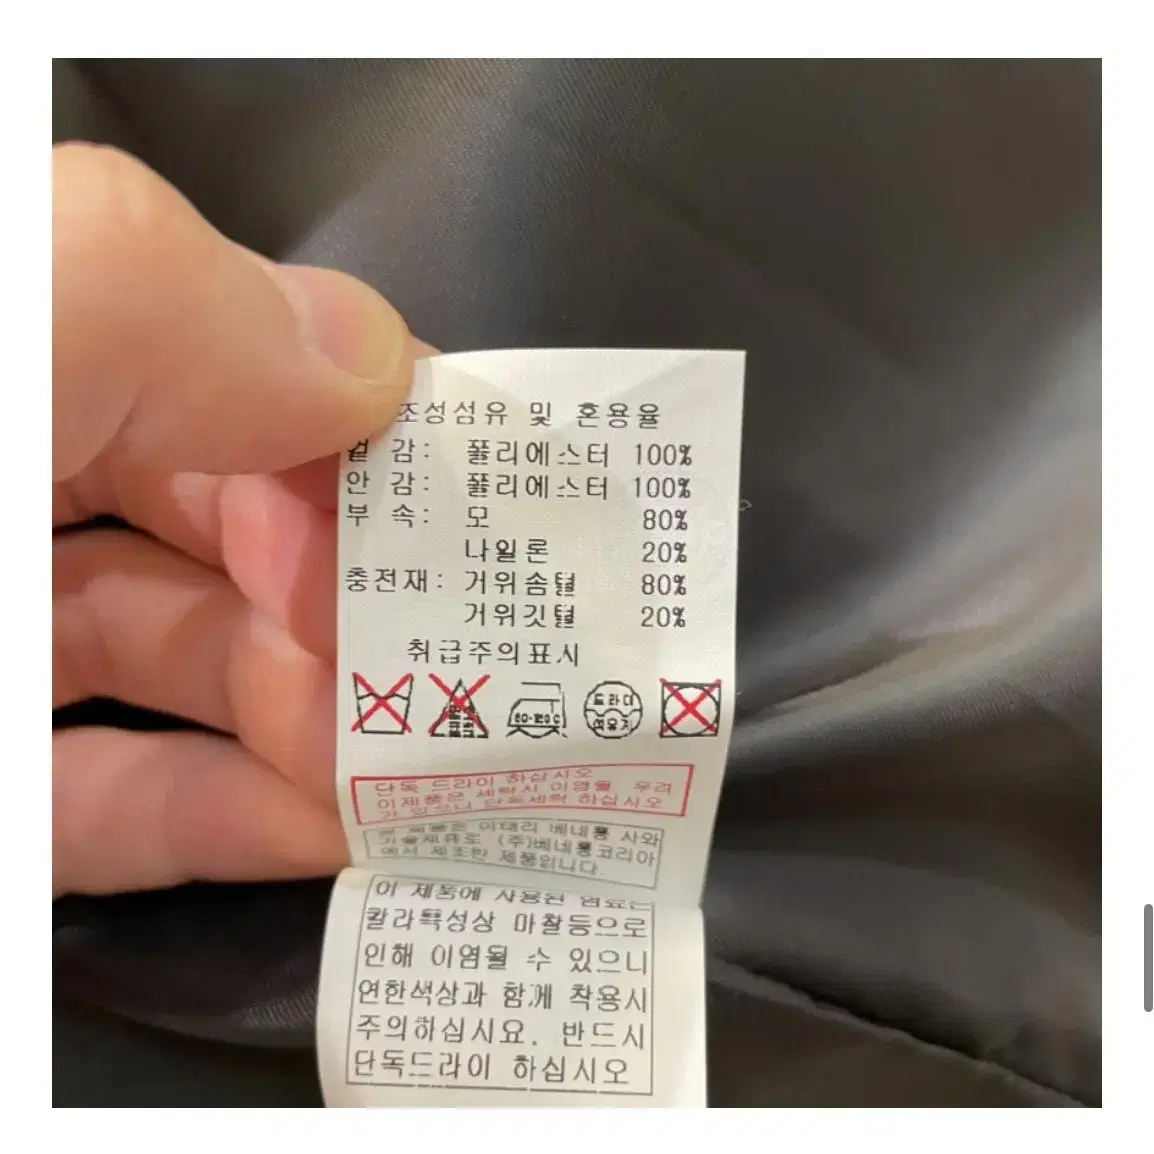 조성섬유 및 혼용율
겉 감: 폴리에스터 100%
안 감: 폴리에스터 100%
부 속: 모 80%
나일론 20%
충전재: 거위솜털 80%
거위깃털 20%
취급주의표시
80-120℃
드라이
석유계
단독 드라이 하십시오
이제품은 세탁시 이염될 우려
가 있으니 단독세탁 하십시오
본 제품은 이태리 베네통 사와
기술제휴로 (주)베네통코리아
에서 제조한 제품입니다
이 제품에 사용된 염료는
칼라특성상 마찰등으로
인해 이염될 수 있으니
연한색상과 함께 착용시
주의하십시요. 반드시
단독드라이 하십시오